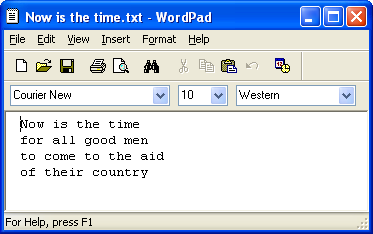 Now is the time.txt - WordPad
File Edit View Insert Format Help
Courier New 10 Western
Now is the time
for all good men
to come to the aid
of their country
For Help, press F1